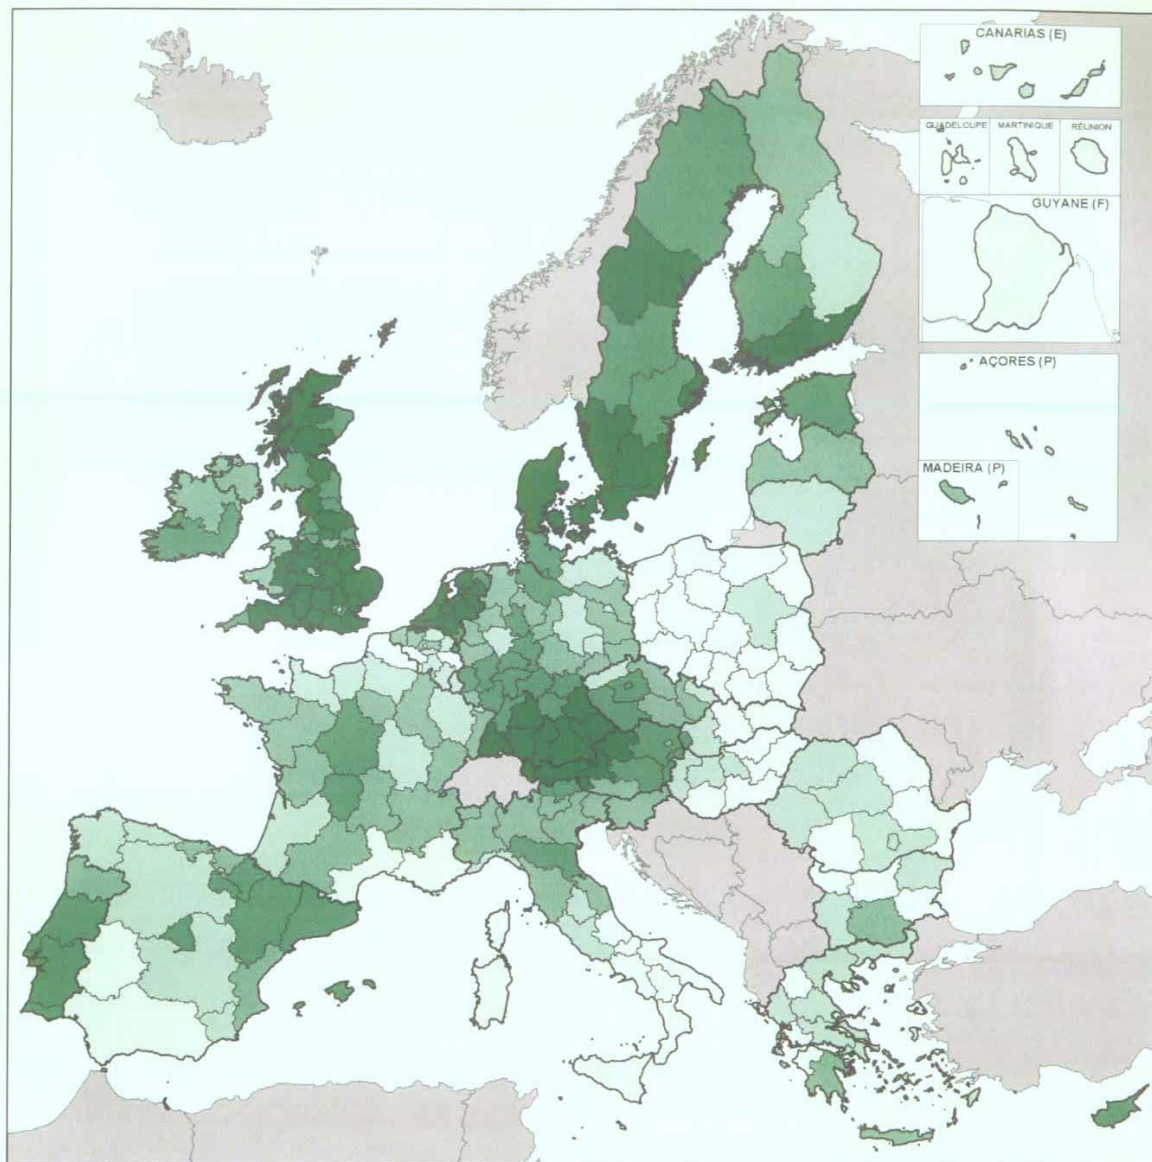 CANARIAS (E)
GUADELOUPE
MARTINIQUE
RÉUNION
GUYANE (F)
AÇORES (P)
MADEIRA (P)